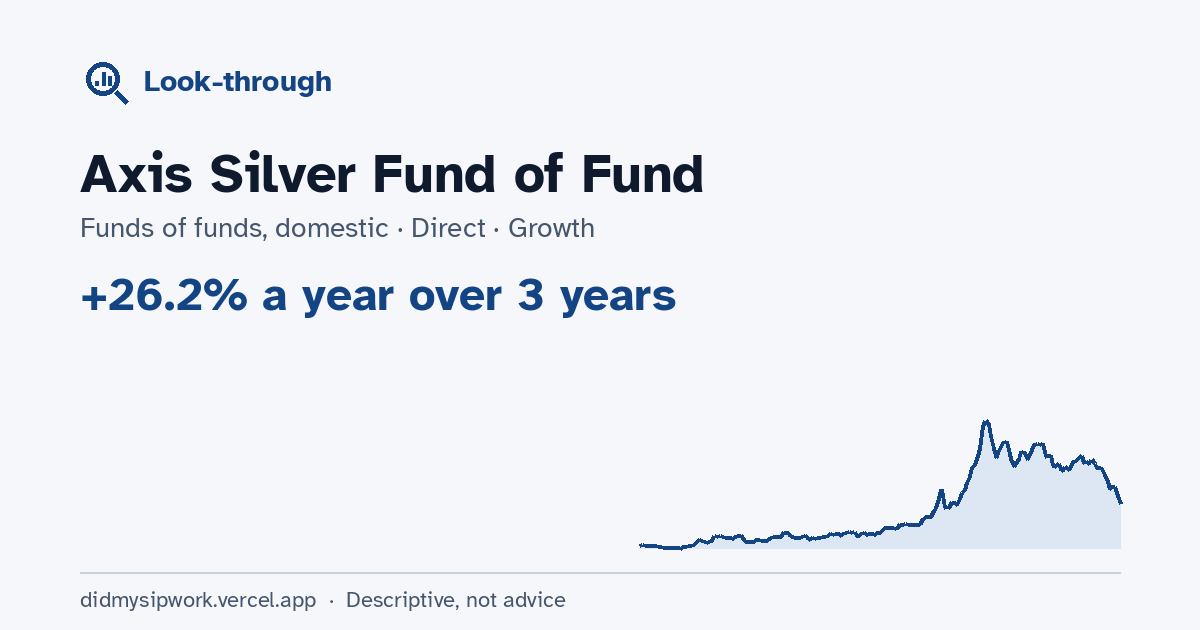 Look-through
Axis Silver Fund of Fund
Funds of funds, domestic · Direct · Growth
+26.2% a year over 3 years
didmysipwork.vercel.app · Descriptive, not advice